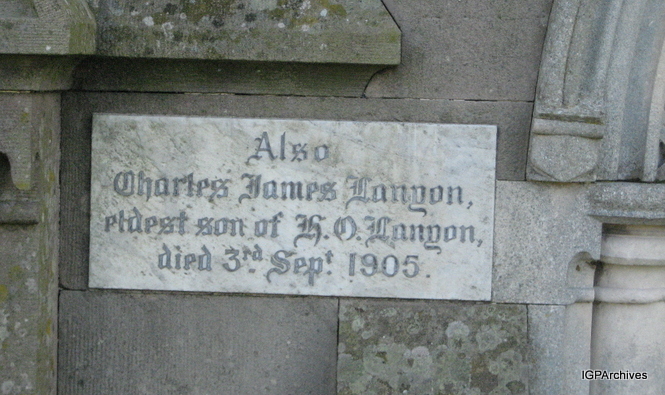 Also
Charles James Lanyon,
eldest son of H. O. Lanyon,
died 3rd Sept. 1905.
IGPArchives